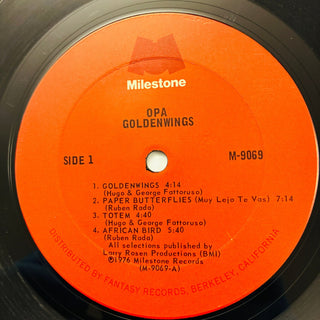 Milestone
OPA
GOLDENWINGS
SIDE 1
M-9069
1. GOLDENWINGS 4:14
(Hugo & George Fattoruso)
2. PAPER BUTTERFLIES (Muy Lejo Te Vas) 7:14
(Ruben Rada)
3. TOTEM 4:40
(Hugo & George Fattoruso)
4. AFRICAN BIRD 5:40
(Ruben Rada)
All selections published by
Larry Rosen Productions (BMI)
℗1976 Milestone Records
(M-9069-A)
DISTRIBUTED BY FANTASY RECORDS, BERKELEY, CALIFORNIA